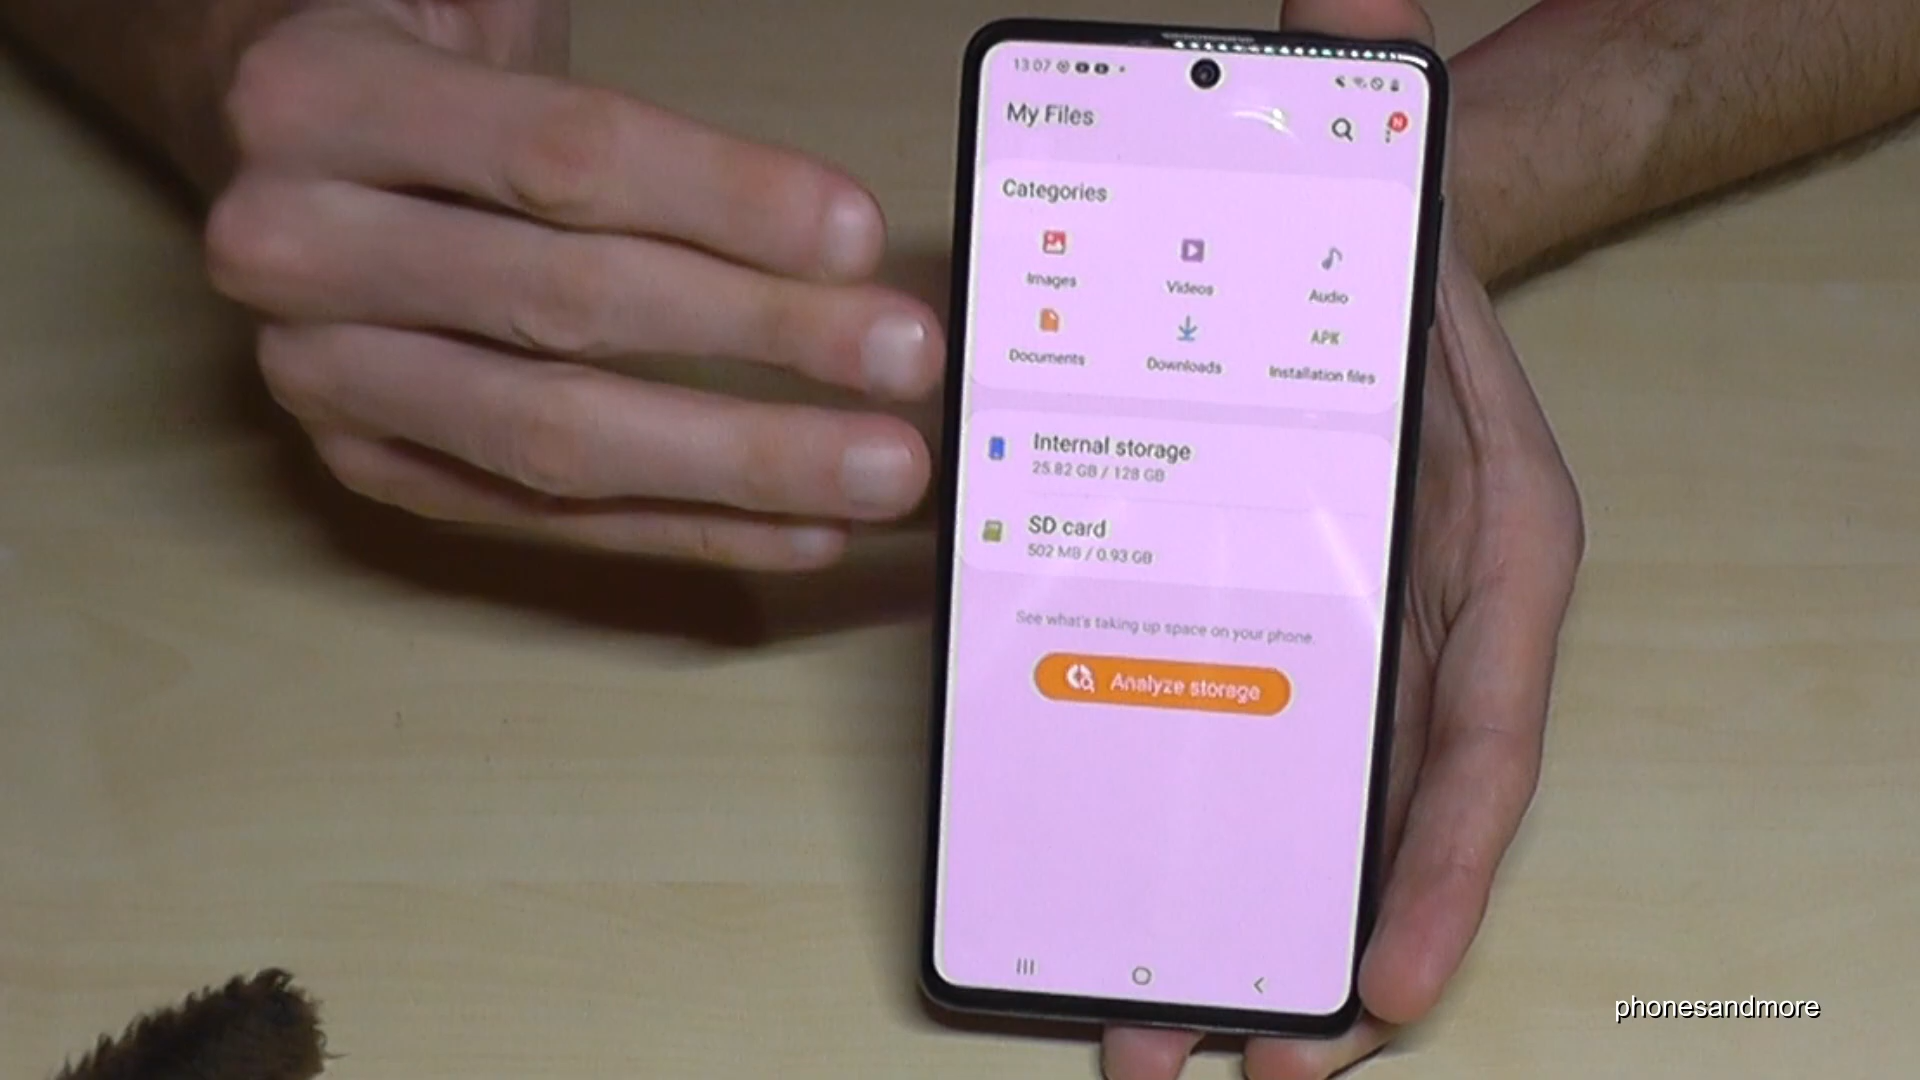 13:07
My Files
N
Categories
Images
Videos
Audio
APK
Documents
Downloads
Installation files
Internal storage
25.82 GB / 128 GB
SD card
502 MB / 0.93 GB
See what's taking up space on your phone.
Analyze storage
phonesandmore